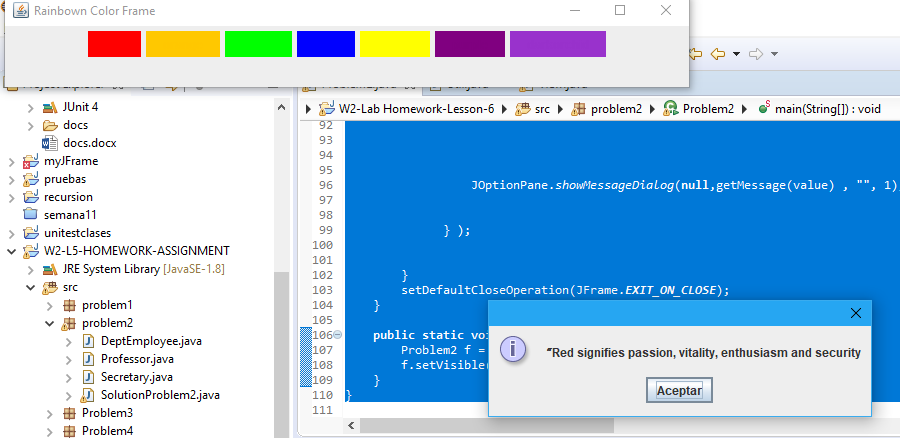 Rainbown Color Frame
JUnit 4
docs
docs.docx
myJFrame
pruebas
recursion
semana11
unitestclases
W2-L5-HOMEWORK-ASSIGNMENT
JRE System Library [JavaSE-1.8]
src
problem1
problem2
DeptEmployee.java
Professor.java
Secretary.java
SolutionProblem2.java
Problem3
Problem4
W2-Lab Homework-Lesson-6
src
problem2
Problem2
main(String[]) : void
92
93
94
95
96 JOptionPane.showMessageDialog(null,getMessage(value) , "", 1);
97
98
99 } );
100
101
102 }
103 setDefaultCloseOperation(JFrame.EXIT_ON_CLOSE);
104 }
105
106 public static voi
107 Problem2 f =
108 f.setVisible
109 }
110 }
111
“Red signifies passion, vitality, enthusiasm and security
Aceptar